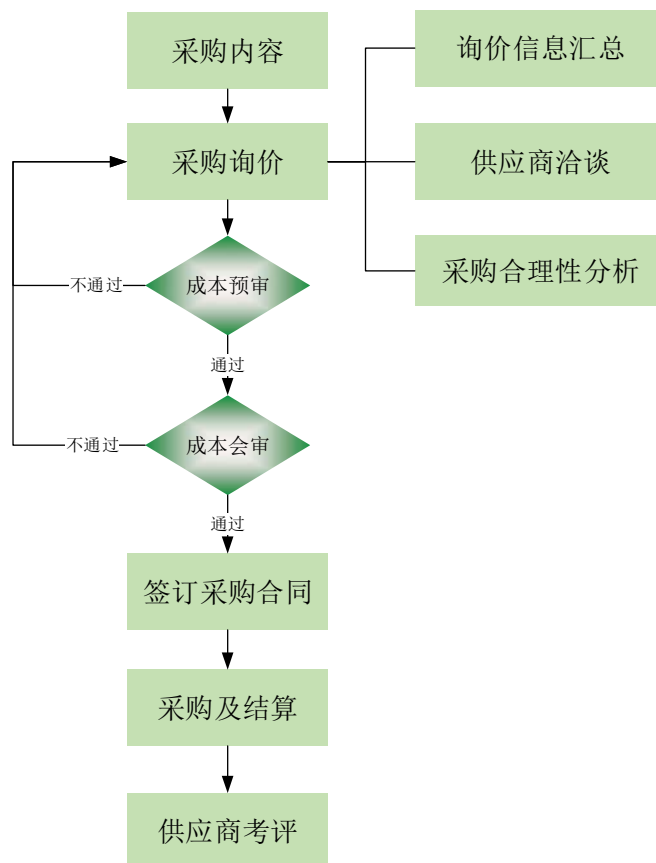 采购内容
询价信息汇总
采购询价
供应商洽谈
采购合理性分析
不通过
成本预审
通过
不通过
成本会审
通过
签订采购合同
采购及结算
供应商考评